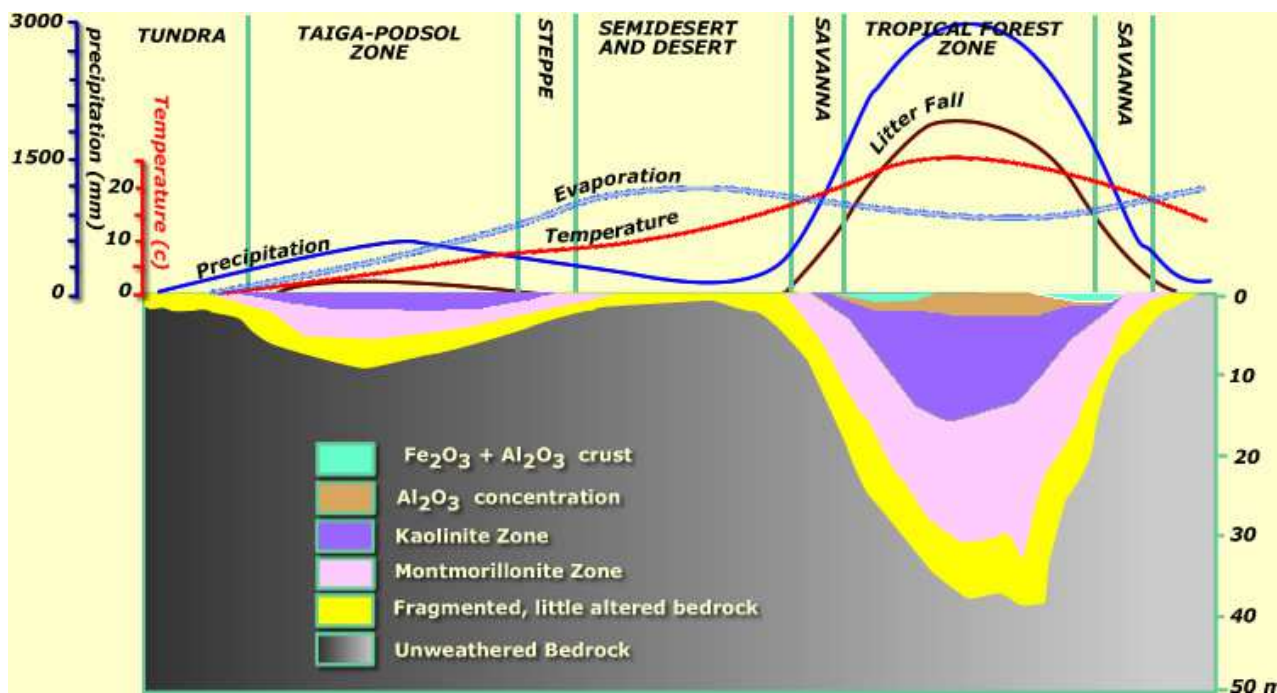 3000
1500
0
precipitation (mm)
20
10
0
Temperature (c)
TUNDRA
TAIGA-PODSOL
ZONE
STEPPE
SEMIDESERT
AND DESERT
SAVANNA
TROPICAL FOREST
ZONE
SAVANNA
Precipitation
Evaporation
Temperature
Litter Fall
0
10
20
30
40
50 m
Fe₂O₃ + Al₂O₃ crust
Al₂O₃ concentration
Kaolinite Zone
Montmorillonite Zone
Fragmented, little altered bedrock
Unweathered Bedrock